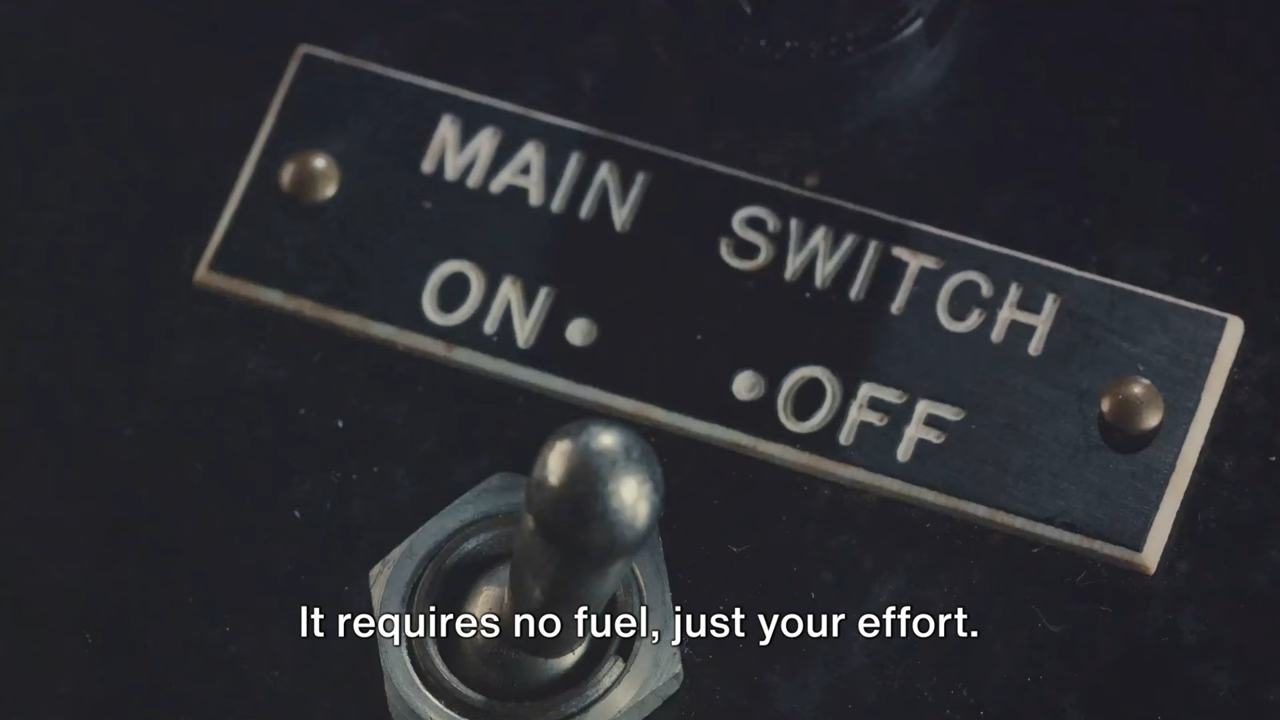 MAIN SWITCH
ON• •OFF
It requires no fuel, just your effort.